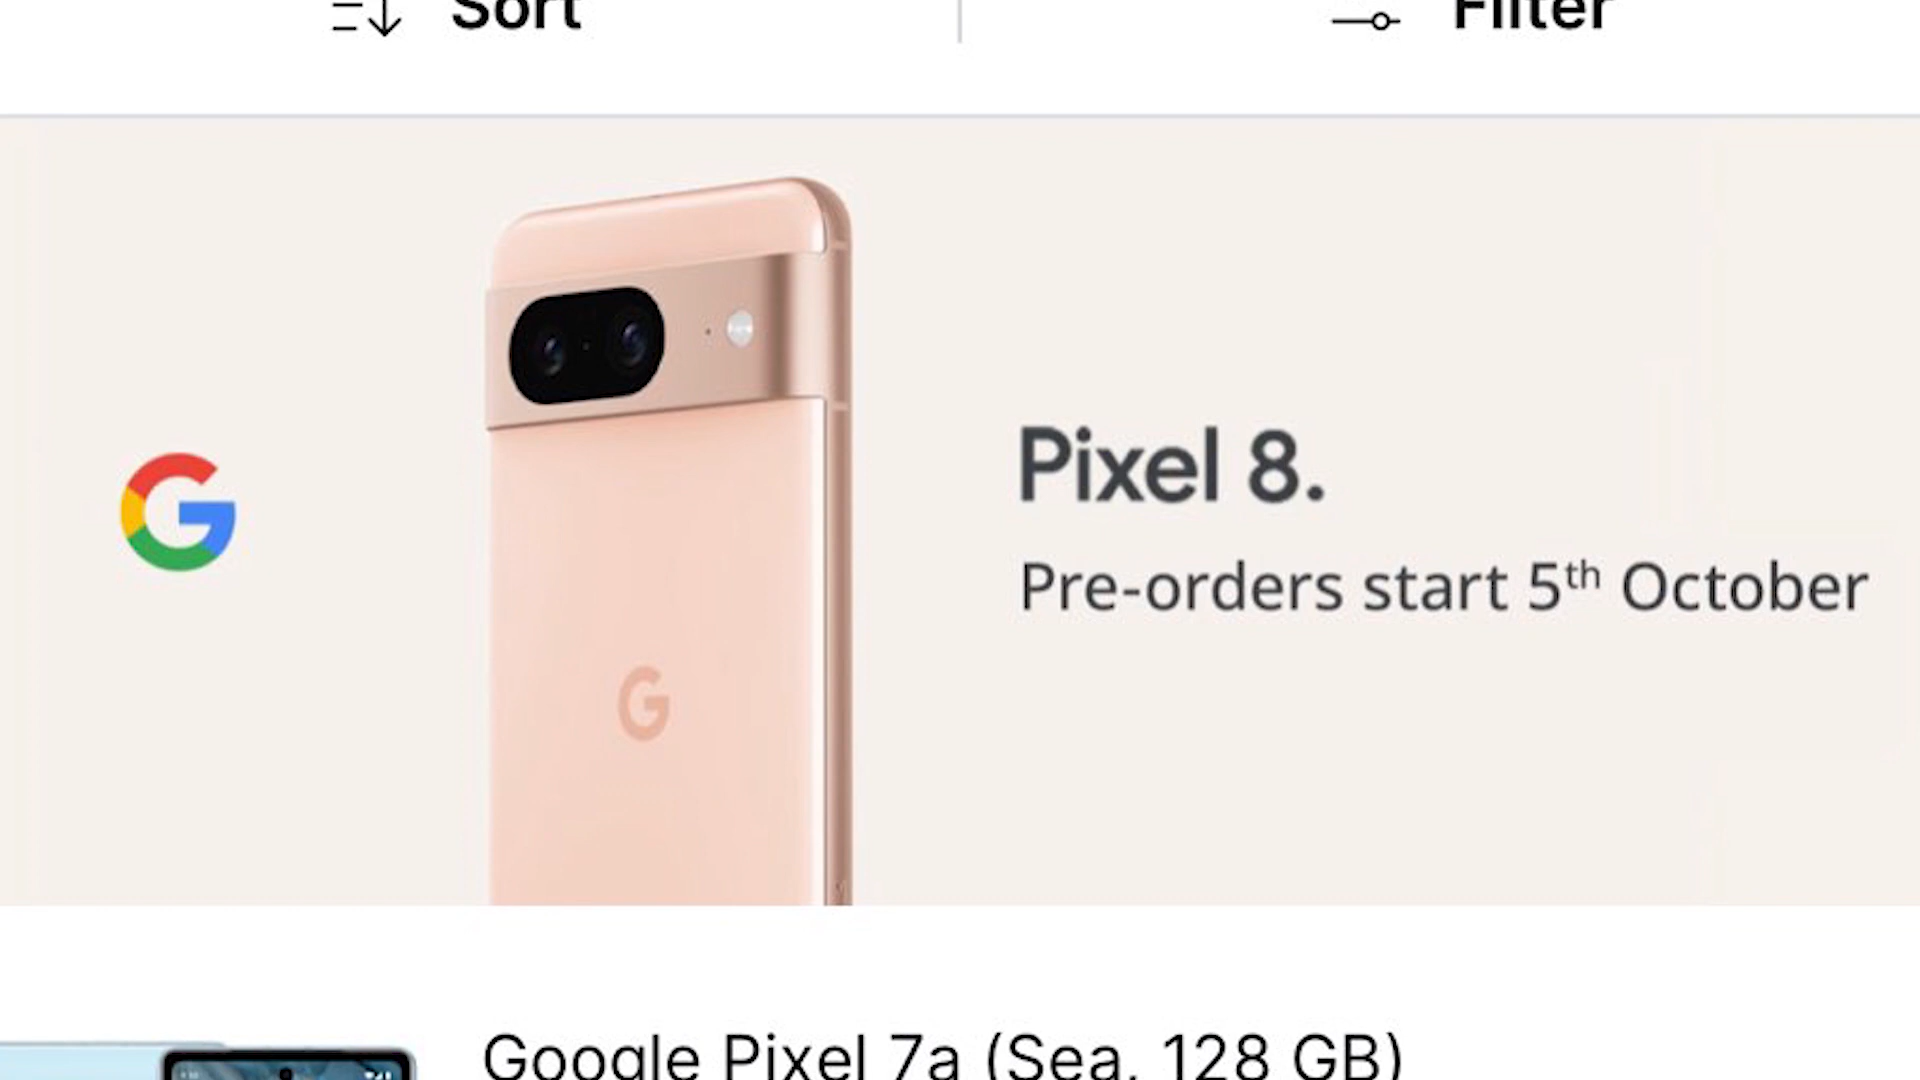 Sort
Filter
Pixel 8.
Pre-orders start 5th October
Google Pixel 7a (Sea, 128 GB)